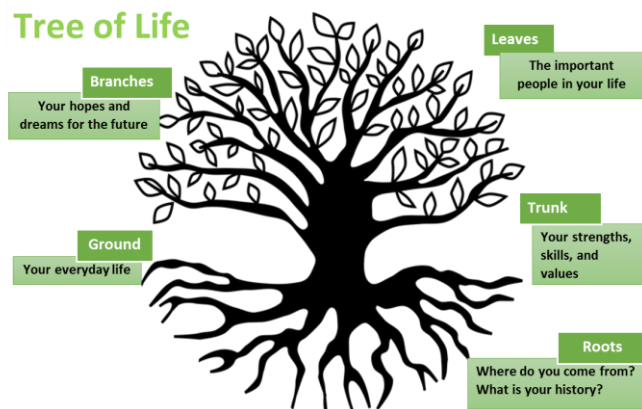 Tree of Life
Branches
Your hopes and
dreams for the future
Leaves
The important
people in your life
Ground
Your everyday life
Trunk
Your strengths,
skills, and
values
Roots
Where do you come from?
What is your history?